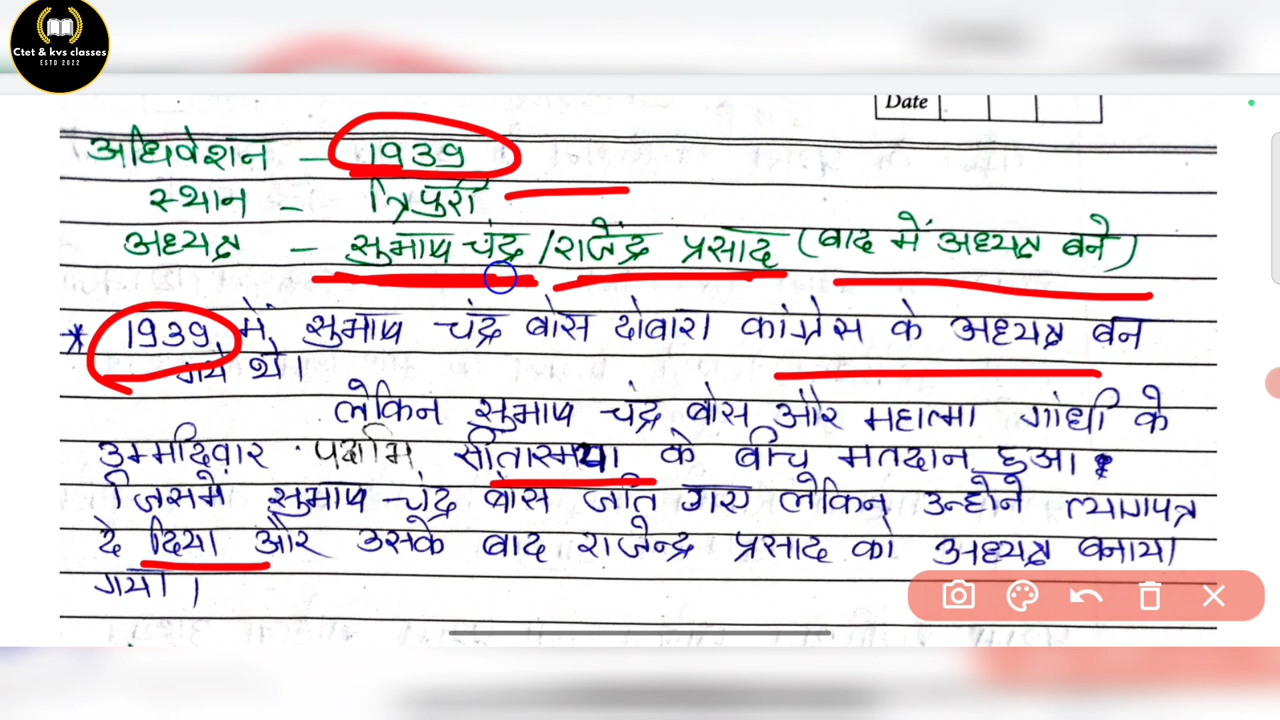 Ctet & kvs classes
ESTD 2022
Date
अधिवेशन - 1939
स्थान - त्रिपुरी
अध्यक्ष - सुभाष चंद्र / राजेंद्र प्रसाद (बाद में अध्यक्ष बने)
* 1939 में सुभाष चंद्र बोस दोबारा कांग्रेस के अध्यक्ष बन
गये थे।
लेकिन सुभाष चंद्र बोस और महात्मा गांधी के
उम्मीदवार पट्टाभि सीतारमैया के बीच मतदान हुआ।
जिसमें सुभाष चंद्र बोस जीत गए लेकिन उन्होंने त्यागपत्र
दे दिया और उसके बाद राजेन्द्र प्रसाद को अध्यक्ष बनाया
गया।